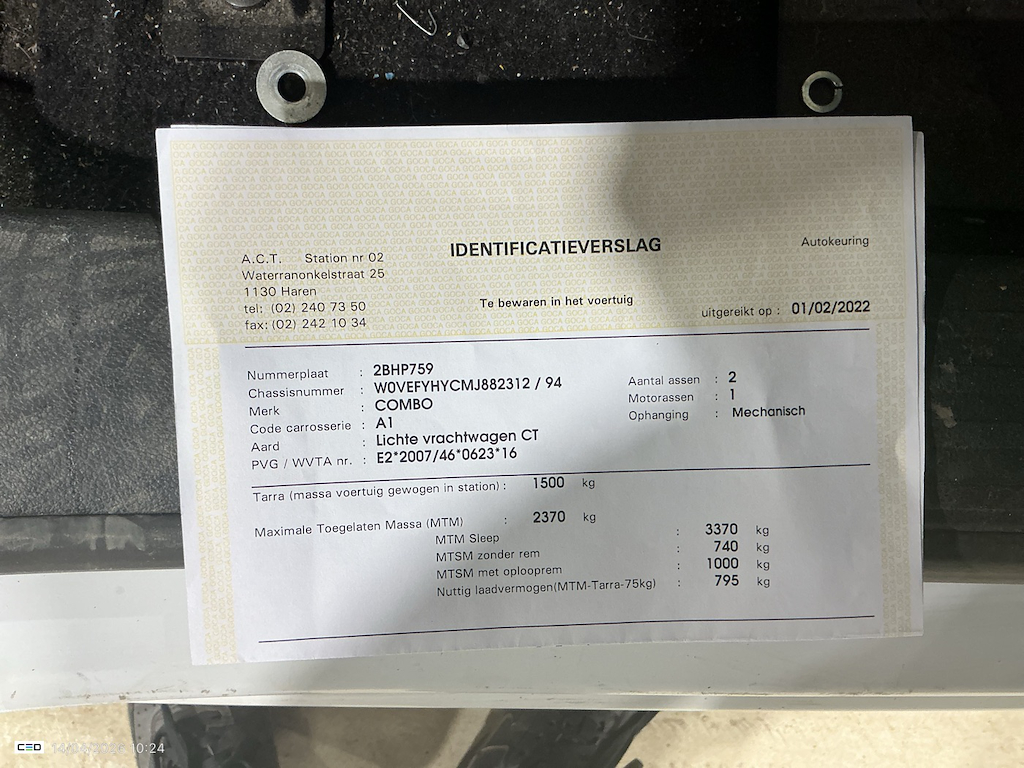 IDENTIFICATIEVERSLAG
Autokeuring
A.C.T. Station nr 02
Waterranonkelstraat 25
1130 Haren
tel: (02) 240 73 50
fax: (02) 242 10 34
Te bewaren in het voertuig
uitgereikt op : 01/02/2022
Nummerplaat : 2BHP759
Chassisnummer : W0VEFYHYCMJ882312 / 94
Merk : COMBO
Code carrosserie : A1
Aard : Lichte vrachtwagen CT
PVG / WVTA nr. : E2*2007/46*0623*16
Aantal assen : 2
Motorassen : 1
Ophanging : Mechanisch
Tarra (massa voertuig gewogen in station) : 1500 kg
Maximale Toegelaten Massa (MTM) : 2370 kg
MTM Sleep : 3370 kg
MTSM zonder rem : 740 kg
MTSM met oplooprem : 1000 kg
Nuttig laadvermogen(MTM-Tarra-75kg) : 795 kg
10:24